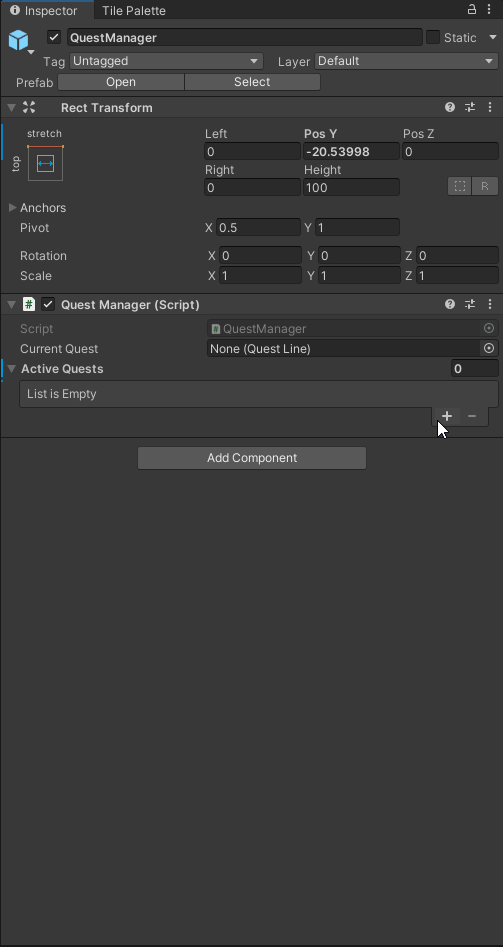 Inspector Tile Palette
QuestManager Static
Tag Untagged Layer Default
Prefab Open Select
Rect Transform
stretch Left Pos Y Pos Z
top 0 -20.53998 0
Right Height
0 100 R
Anchors
Pivot X 0.5 Y 1
Rotation X 0 Y 0 Z 0
Scale X 1 Y 1 Z 1
# Quest Manager (Script)
Script # QuestManager
Current Quest None (Quest Line)
Active Quests 0
List is Empty
+ −
Add Component